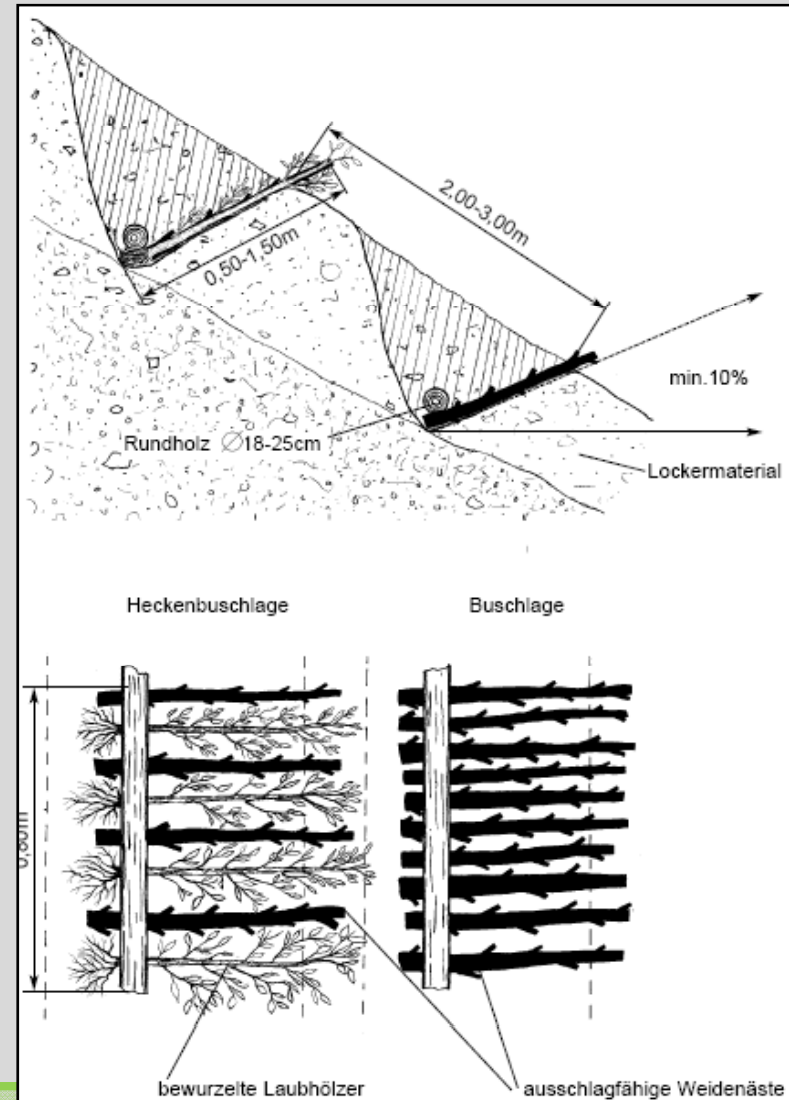 2,00-3,00m
0,50-1,50m
min.10%
Rundholz ∅18-25cm
Lockermaterial
Heckenbuschlage
Buschlage
bewurzelte Laubhölzer
ausschlagfähige Weidenäste